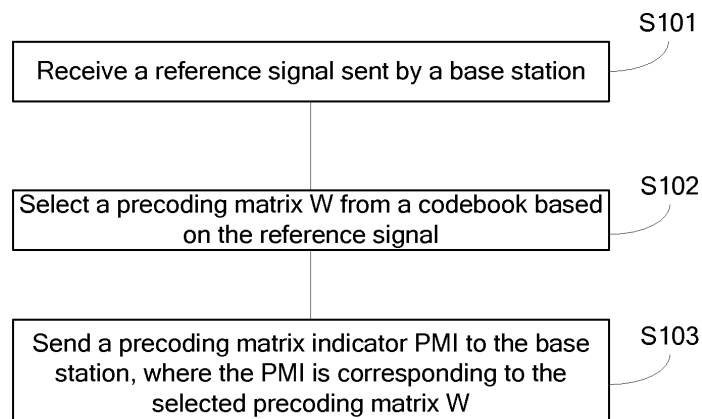 S101
Receive a reference signal sent by a base station
S102
Select a precoding matrix W from a codebook based
on the reference signal
S103
Send a precoding matrix indicator PMI to the base
station, where the PMI is corresponding to the
selected precoding matrix W